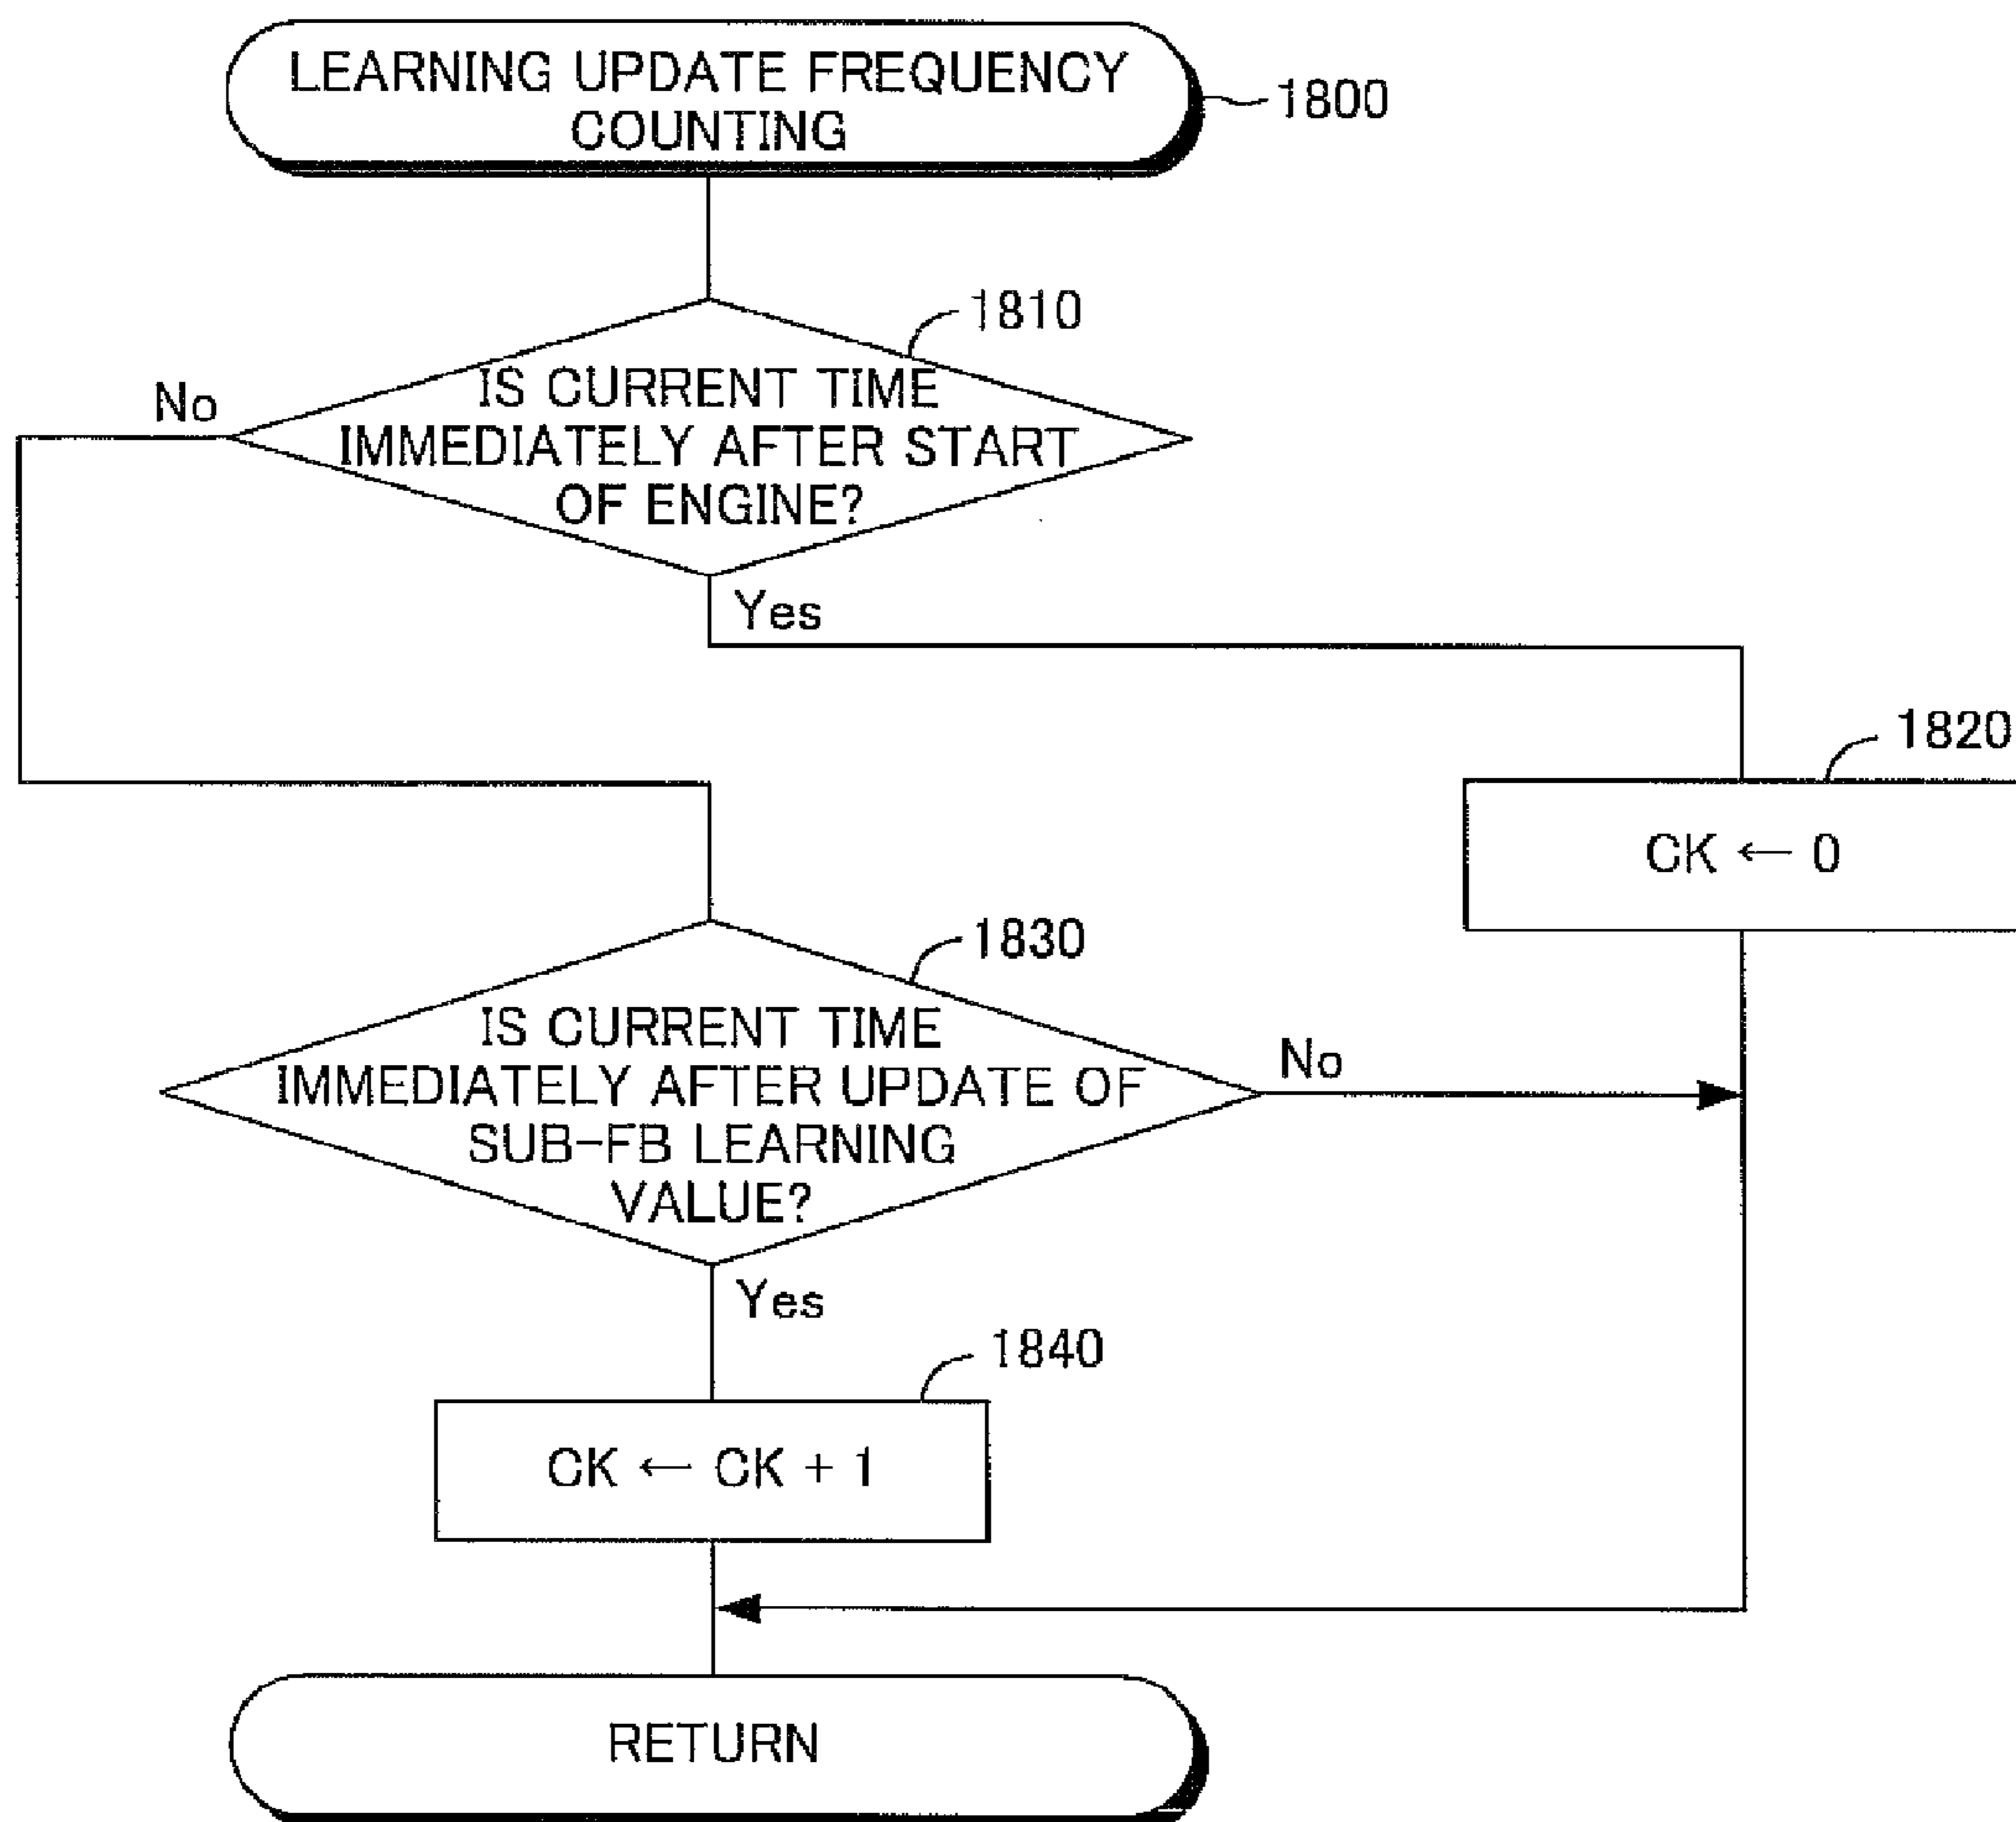 LEARNING UPDATE FREQUENCY
COUNTING
1800
1810
IS CURRENT TIME
IMMEDIATELY AFTER START
OF ENGINE?
No
Yes
1820
CK ← 0
1830
IS CURRENT TIME
IMMEDIATELY AFTER UPDATE OF
SUB-FB LEARNING
VALUE?
No
Yes
1840
CK ← CK + 1
RETURN